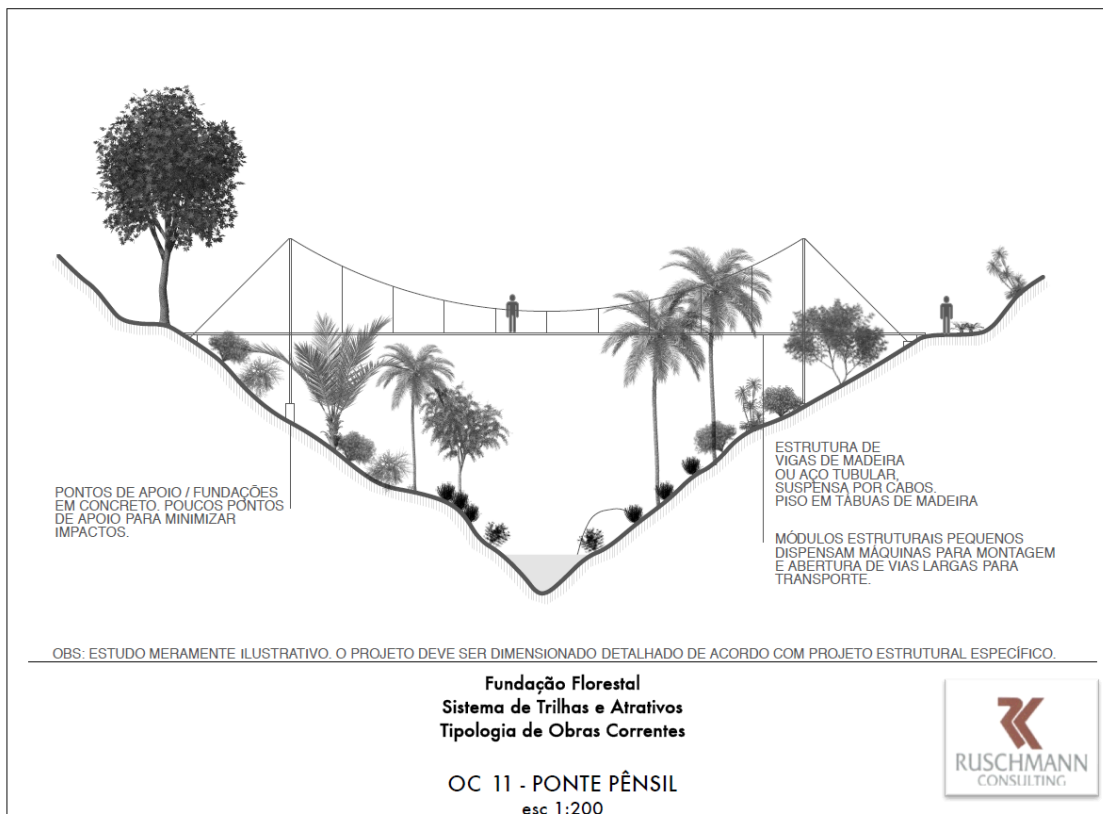 PONTOS DE APOIO / FUNDAÇÕES
EM CONCRETO. POUCOS PONTOS
DE APOIO PARA MINIMIZAR
IMPACTOS.
ESTRUTURA DE
VIGAS DE MADEIRA
OU AÇO TUBULAR,
SUSPENSA POR CABOS.
PISO EM TÁBUAS DE MADEIRA
MÓDULOS ESTRUTURAIS PEQUENOS
DISPENSAM MÁQUINAS PARA MONTAGEM
E ABERTURA DE VIAS LARGAS PARA
TRANSPORTE.
OBS: ESTUDO MERAMENTE ILUSTRATIVO. O PROJETO DEVE SER DIMENSIONADO DETALHADO DE ACORDO COM PROJETO ESTRUTURAL ESPECÍFICO.
Fundação Florestal
Sistema de Trilhas e Atrativos
Tipologia de Obras Correntes
OC 11 - PONTE PÊNSIL
esc 1:200
RUSCHMANN
CONSULTING